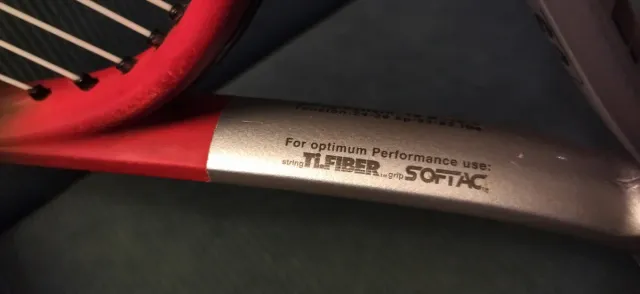 For optimum Performance use:
string TI.FIBER grip SOFTAC